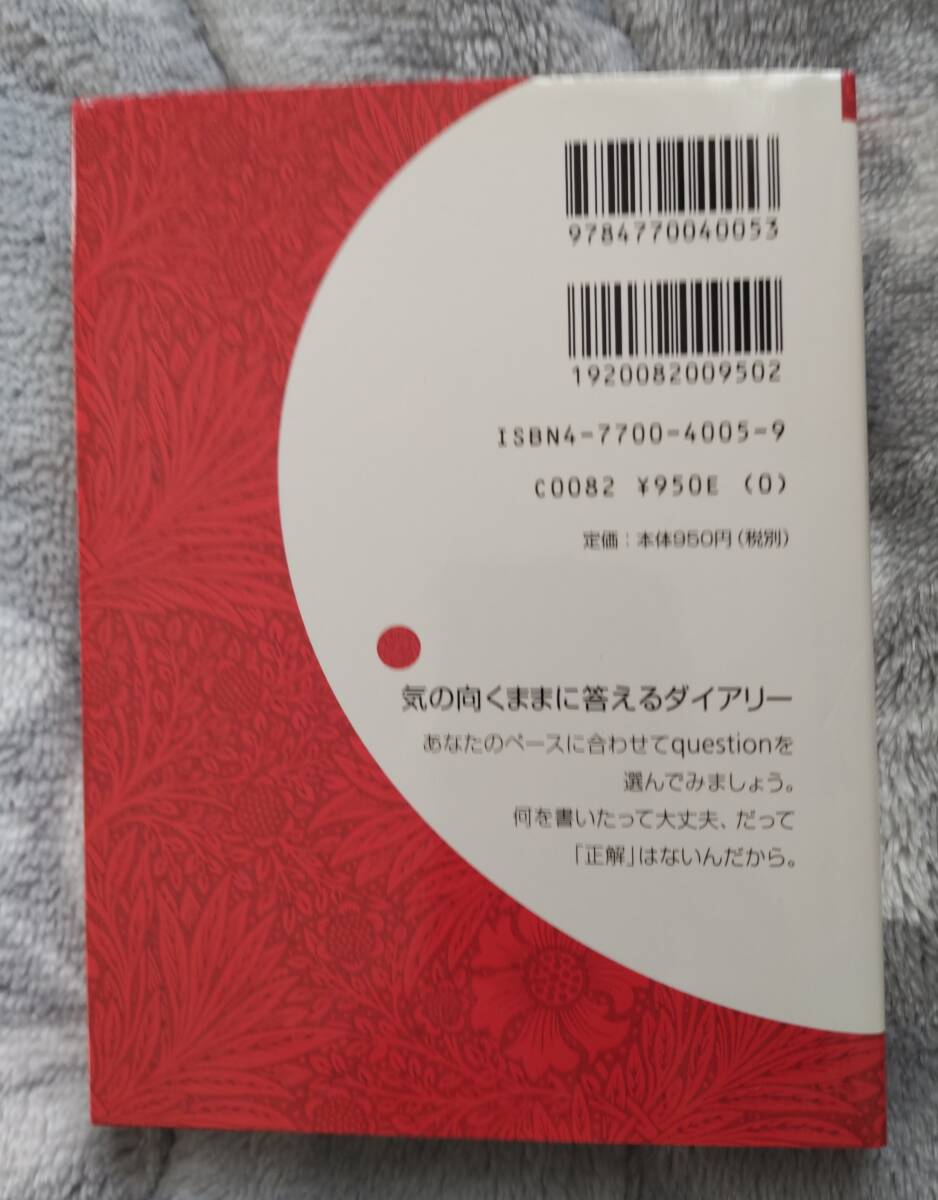 9784770040053
1920082009502
ISBN4-7700-4005-9
C0082 ¥950E (0)
定価：本体950円（税別）
気の向くままに答えるダイアリー
あなたのペースに合わせてquestionを
選んでみましょう。
何を書いたって大丈夫、だって
「正解」はないんだから。